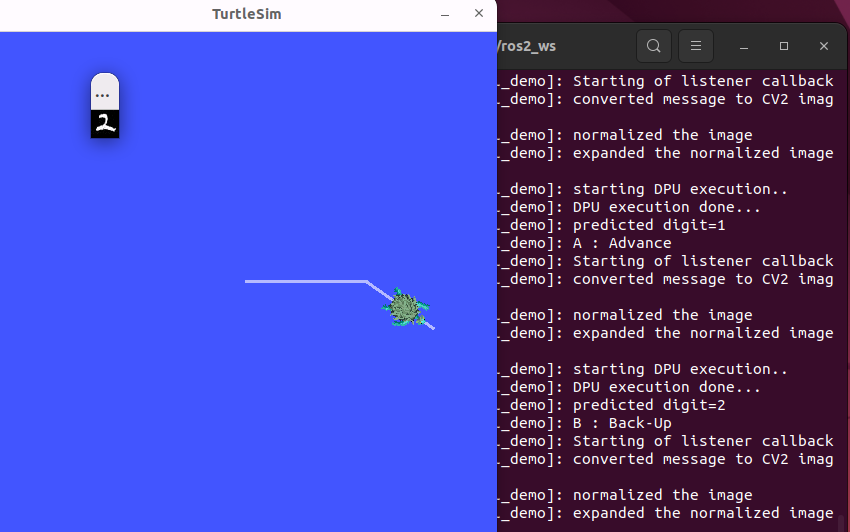 TurtleSim
...
2
/ros2_ws
._demo]: Starting of listener callback
._demo]: converted message to CV2 imag
._demo]: normalized the image
._demo]: expanded the normalized image
._demo]: starting DPU execution..
._demo]: DPU execution done...
._demo]: predicted digit=1
._demo]: A : Advance
._demo]: Starting of listener callback
._demo]: converted message to CV2 imag
._demo]: normalized the image
._demo]: expanded the normalized image
._demo]: starting DPU execution..
._demo]: DPU execution done...
._demo]: predicted digit=2
._demo]: B : Back-Up
._demo]: Starting of listener callback
._demo]: converted message to CV2 imag
._demo]: normalized the image
._demo]: expanded the normalized image